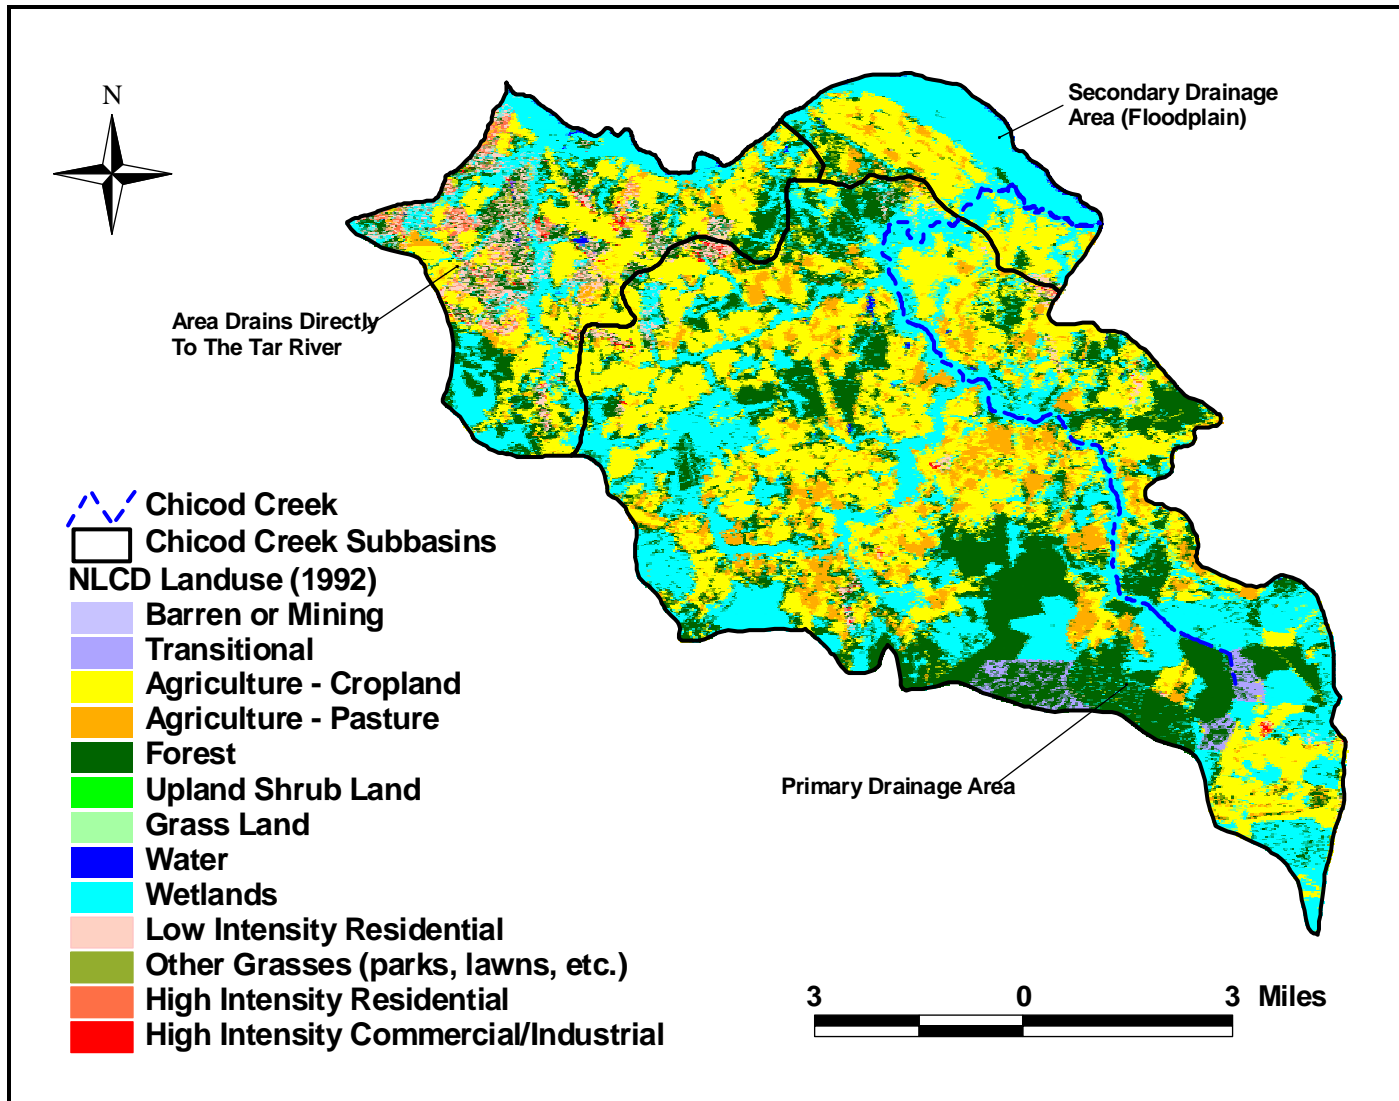 N
Secondary Drainage
Area (Floodplain)
Area Drains Directly
To The Tar River
Chicod Creek
Chicod Creek Subbasins
NLCD Landuse (1992)
Barren or Mining
Transitional
Agriculture - Cropland
Agriculture - Pasture
Forest
Upland Shrub Land
Grass Land
Water
Wetlands
Low Intensity Residential
Other Grasses (parks, lawns, etc.)
High Intensity Residential
High Intensity Commercial/Industrial
Primary Drainage Area
3 0 3 Miles